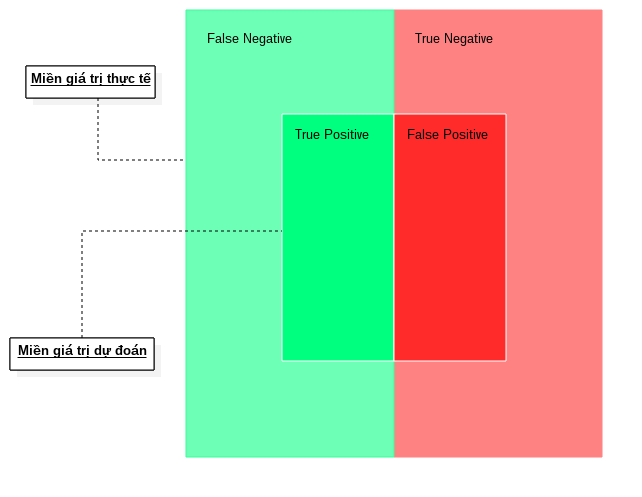 False Negative
True Negative
Miền giá trị thực tế
True Positive
False Positive
Miền giá trị dự đoán